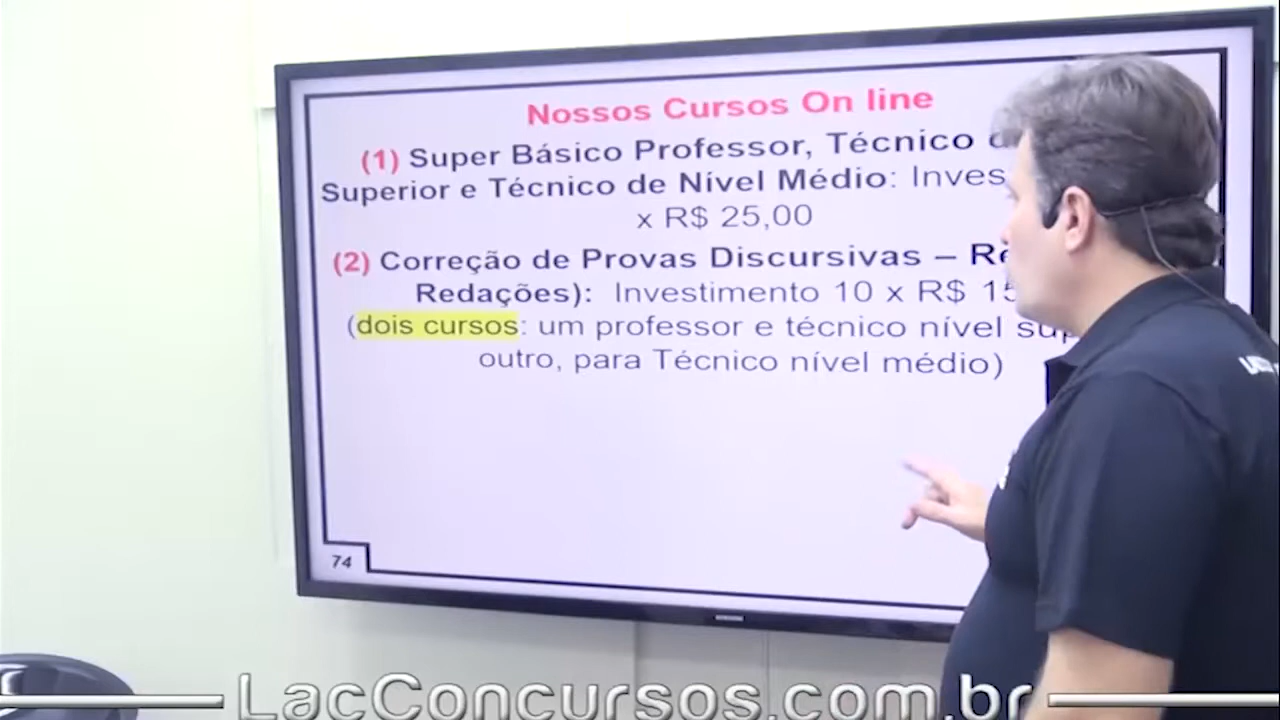 Nossos Cursos On line
(1) Super Básico Professor, Técnico
Superior e Técnico de Nível Médio: Inves
x R$ 25,00
(2) Correção de Provas Discursivas –
Redações): Investimento 10 x R$
(dois cursos: um professor e técnico nível
outro, para Técnico nível médio)
74
LacConcursos.com.br